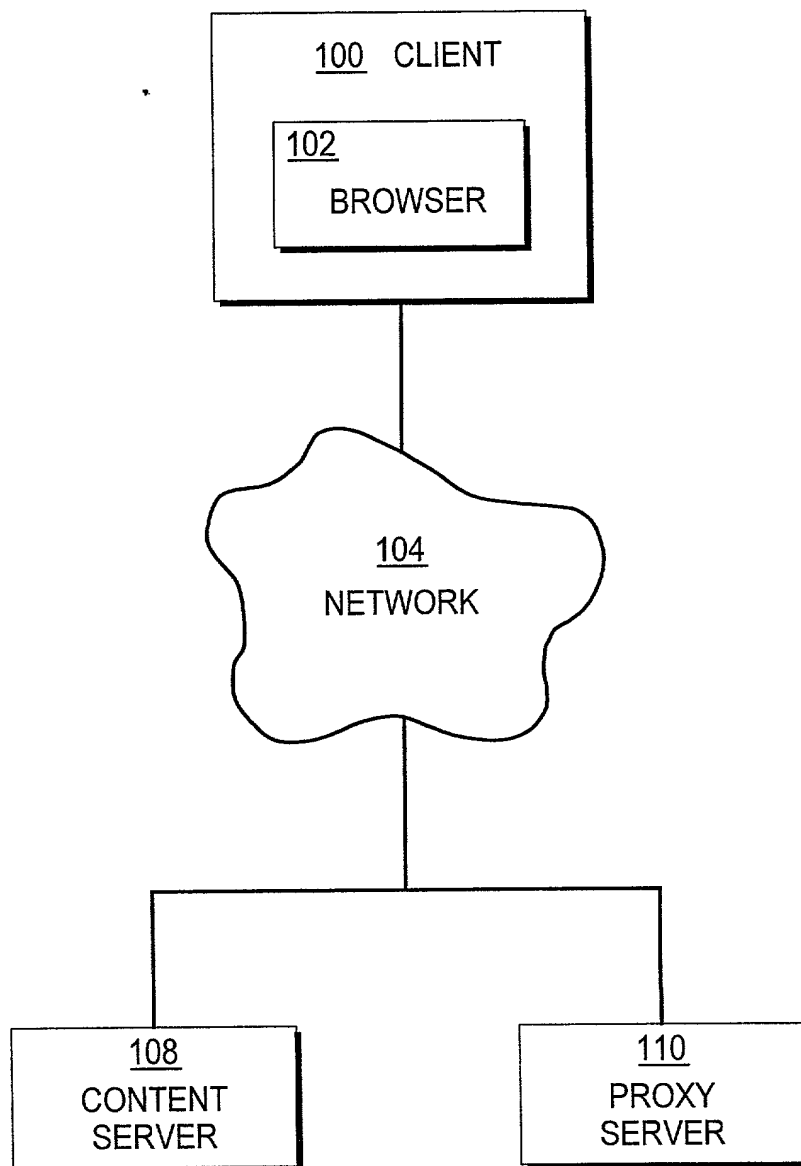 100 CLIENT
102
BROWSER
104
NETWORK
108
CONTENT
SERVER
110
PROXY
SERVER